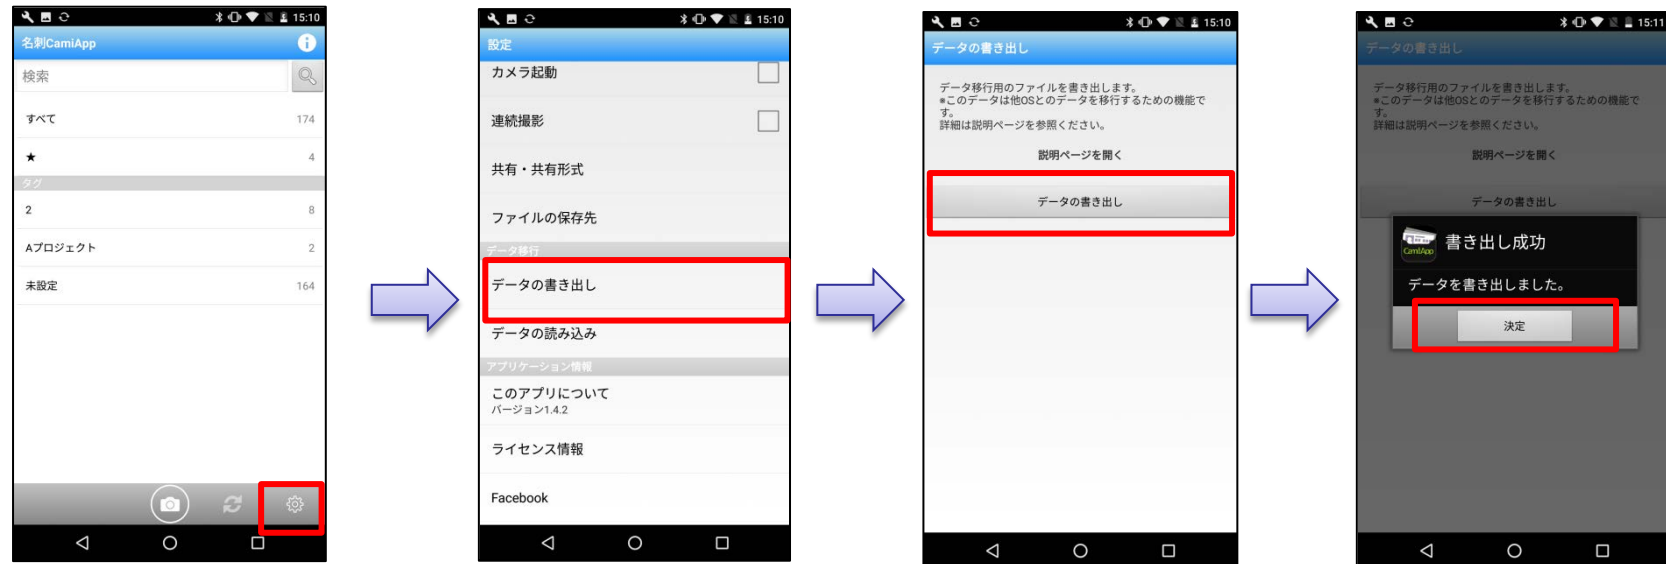 15:10
名刺CamiApp
検索
すべて 174
★ 4
タグ
2 8
Aプロジェクト 2
未設定 164
15:10
設定
カメラ起動
連続撮影
共有・共有形式
ファイルの保存先
データ移行
データの書き出し
データの読み込み
アプリケーション情報
このアプリについて
バージョン1.4.2
ライセンス情報
Facebook
15:10
データの書き出し
データ移行用のファイルを書き出します。
*このデータは他OSとのデータを移行するための機能で
す。
詳細は説明ページを参照ください。
説明ページを開く
データの書き出し
15:11
データの書き出し
データ移行用のファイルを書き出します。
*このデータは他OSとのデータを移行するための機能で
す。
詳細は説明ページを参照ください。
説明ページを開く
データの書き出し
CamiApp
書き出し成功
データを書き出しました。
決定